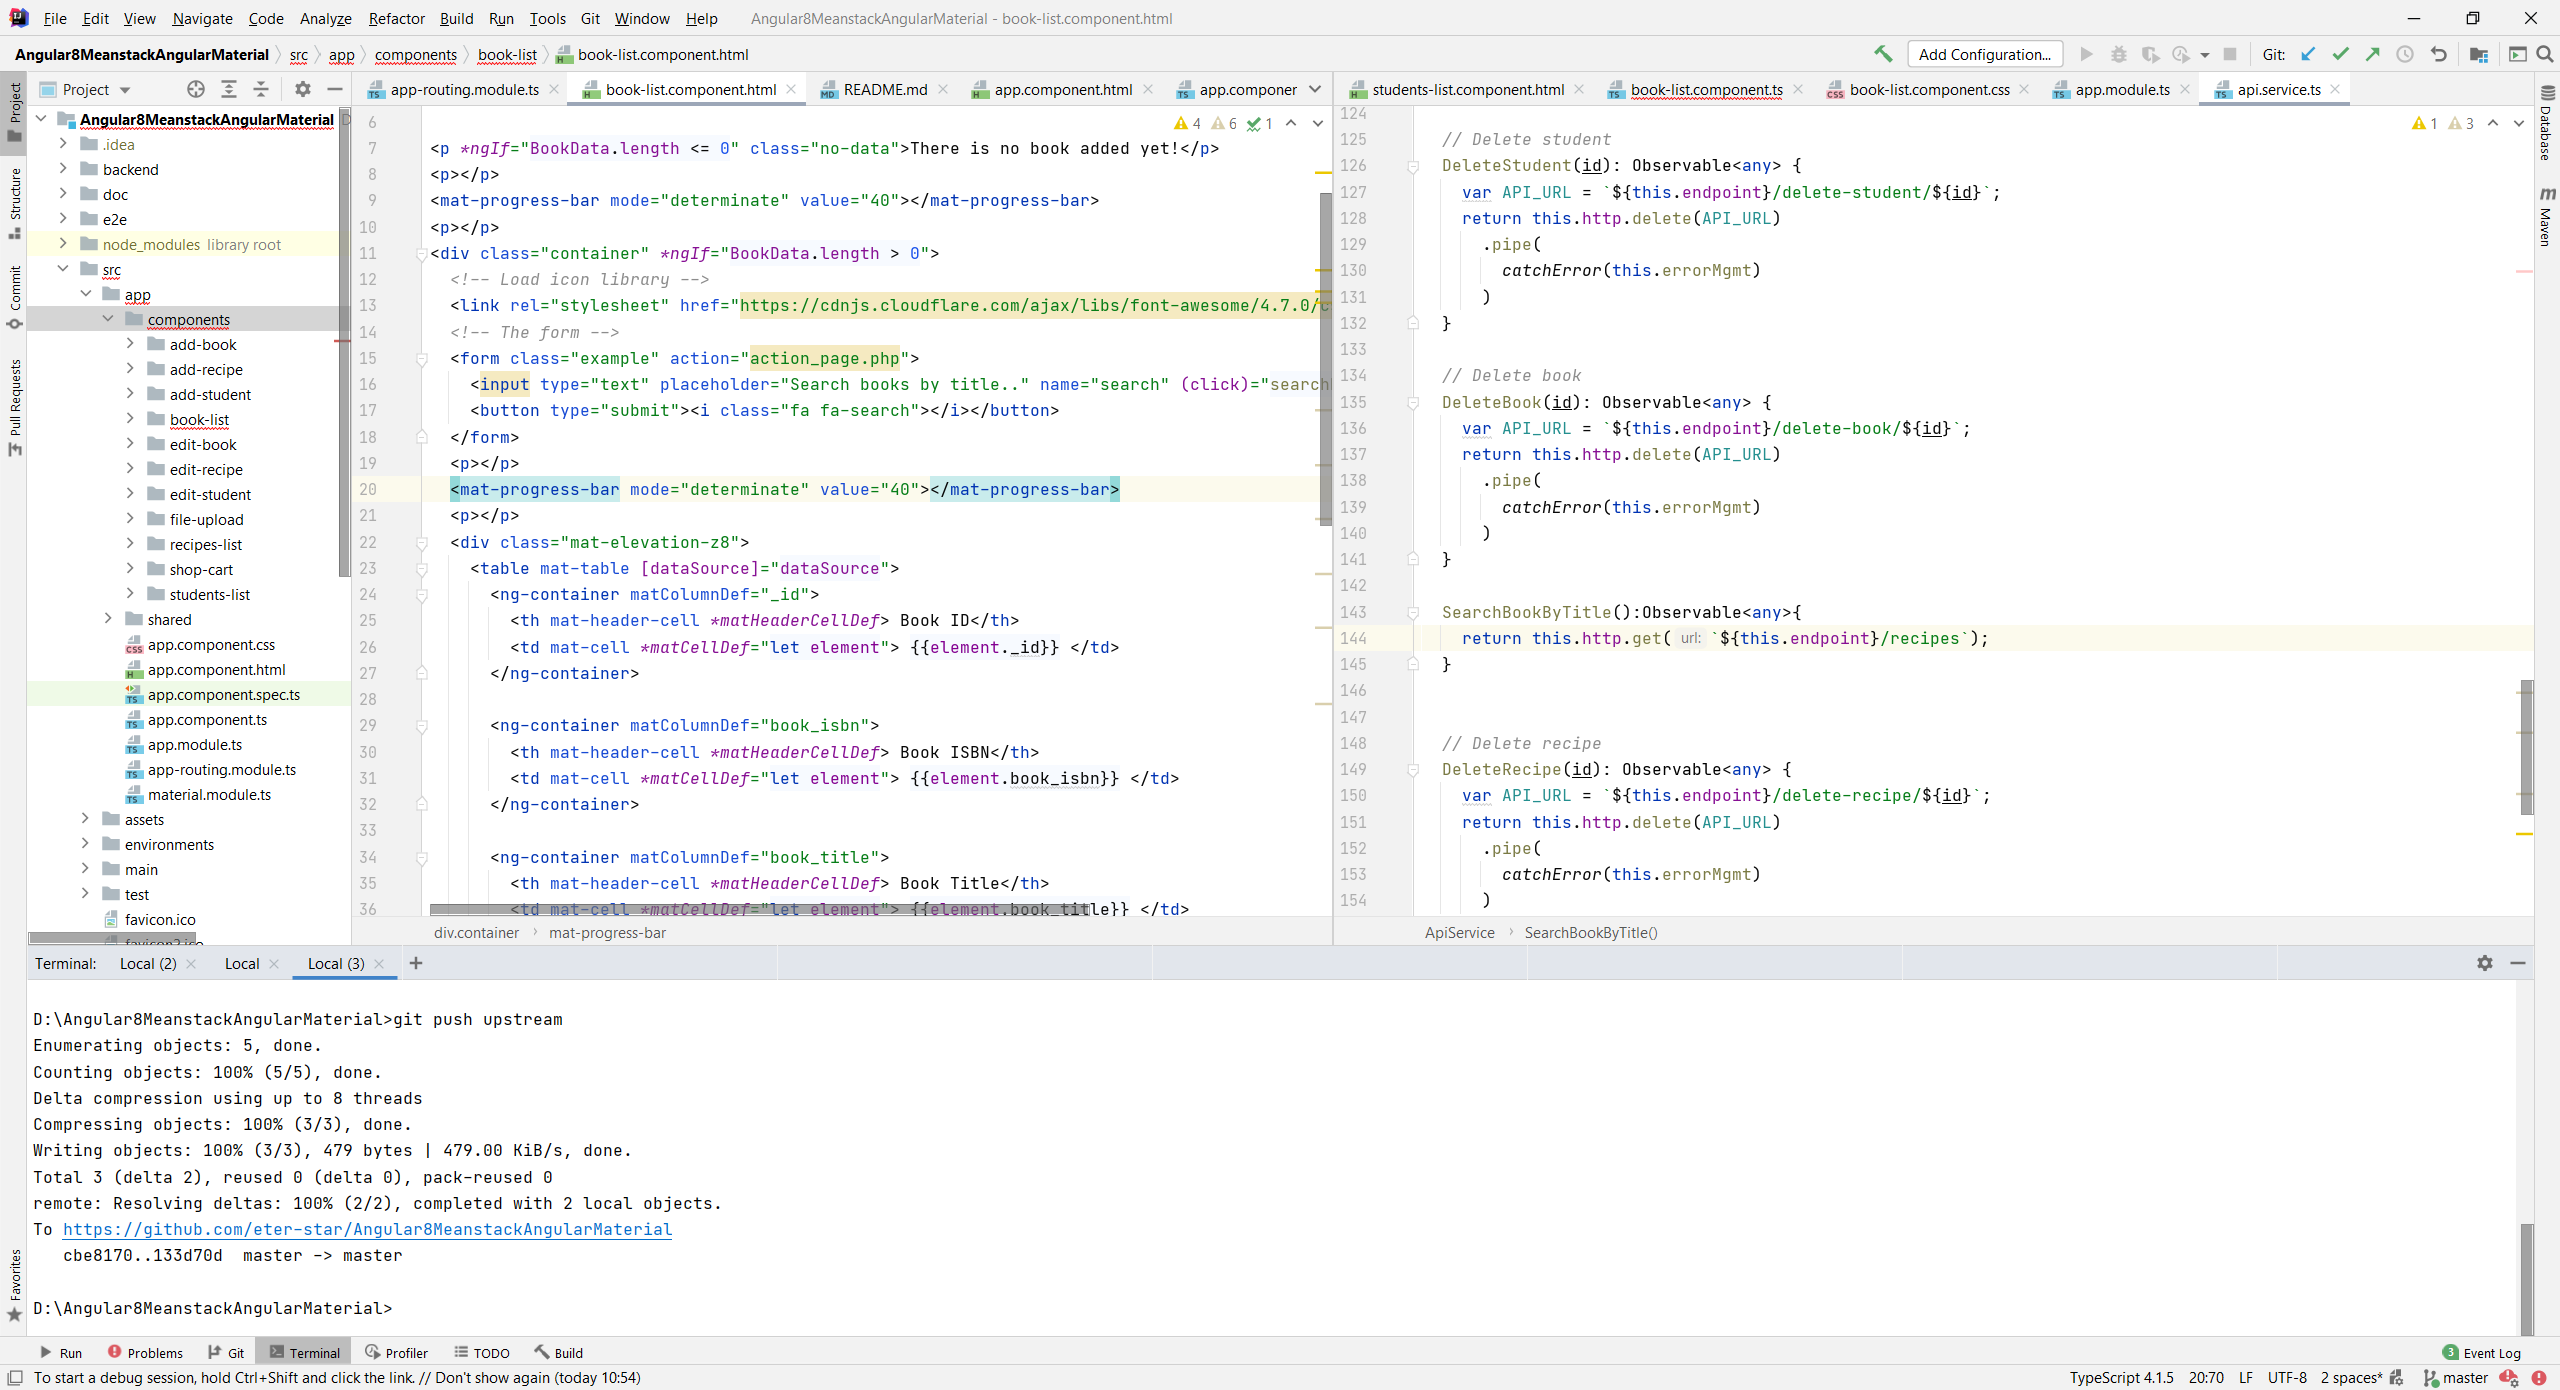 File Edit View Navigate Code Analyze Refactor Build Run Tools Git Window Help Angular8MeanstackAngularMaterial - book-list.component.html
Angular8MeanstackAngularMaterial src app components book-list book-list.component.html Add Configuration... Git:
Project
app-routing.module.ts book-list.component.html README.md app.component.html app.componer
students-list.component.html book-list.component.ts book-list.component.css app.module.ts api.service.ts
Project
Structure
Commit
Pull Requests
Favorites
Database
Maven
Angular8MeanstackAngularMaterial
.idea
backend
doc
e2e
node_modules library root
src
app
components
add-book
add-recipe
add-student
book-list
edit-book
edit-recipe
edit-student
file-upload
recipes-list
shop-cart
students-list
shared
app.component.css
app.component.html
app.component.spec.ts
app.component.ts
app.module.ts
app-routing.module.ts
material.module.ts
assets
environments
main
test
favicon.ico
favicon2.ico
4 6 1
6
7 <p *ngIf="BookData.length <= 0" class="no-data">There is no book added yet!</p>
8 <p></p>
9 <mat-progress-bar mode="determinate" value="40"></mat-progress-bar>
10 <p></p>
11 <div class="container" *ngIf="BookData.length > 0">
12 <!-- Load icon library -->
13 <link rel="stylesheet" href="https://cdnjs.cloudflare.com/ajax/libs/font-awesome/4.7.0/c
14 <!-- The form -->
15 <form class="example" action="action_page.php">
16 <input type="text" placeholder="Search books by title.." name="search" (click)="search
17 <button type="submit"><i class="fa fa-search"></i></button>
18 </form>
19 <p></p>
20 <mat-progress-bar mode="determinate" value="40"></mat-progress-bar>
21 <p></p>
22 <div class="mat-elevation-z8">
23 <table mat-table [dataSource]="dataSource">
24 <ng-container matColumnDef="_id">
25 <th mat-header-cell *matHeaderCellDef> Book ID</th>
26 <td mat-cell *matCellDef="let element"> {{element._id}} </td>
27 </ng-container>
28
29 <ng-container matColumnDef="book_isbn">
30 <th mat-header-cell *matHeaderCellDef> Book ISBN</th>
31 <td mat-cell *matCellDef="let element"> {{element.book_isbn}} </td>
32 </ng-container>
33
34 <ng-container matColumnDef="book_title">
35 <th mat-header-cell *matHeaderCellDef> Book Title</th>
36 <td mat-cell *matCellDef="let element"> {{element.book_title}} </td>
div.container mat-progress-bar
1 3
124
125 // Delete student
126 DeleteStudent(id): Observable<any> {
127 var API_URL = `${this.endpoint}/delete-student/${id}`;
128 return this.http.delete(API_URL)
129 .pipe(
130 catchError(this.errorMgmt)
131 )
132 }
133
134 // Delete book
135 DeleteBook(id): Observable<any> {
136 var API_URL = `${this.endpoint}/delete-book/${id}`;
137 return this.http.delete(API_URL)
138 .pipe(
139 catchError(this.errorMgmt)
140 )
141 }
142
143 SearchBookByTitle():Observable<any>{
144 return this.http.get( url: `${this.endpoint}/recipes`);
145 }
146
147
148 // Delete recipe
149 DeleteRecipe(id): Observable<any> {
150 var API_URL = `${this.endpoint}/delete-recipe/${id}`;
151 return this.http.delete(API_URL)
152 .pipe(
153 catchError(this.errorMgmt)
154 )
ApiService SearchBookByTitle()
Terminal: Local (2) Local Local (3)
D:\Angular8MeanstackAngularMaterial>git push upstream
Enumerating objects: 5, done.
Counting objects: 100% (5/5), done.
Delta compression using up to 8 threads
Compressing objects: 100% (3/3), done.
Writing objects: 100% (3/3), 479 bytes | 479.00 KiB/s, done.
Total 3 (delta 2), reused 0 (delta 0), pack-reused 0
remote: Resolving deltas: 100% (2/2), completed with 2 local objects.
To https://github.com/eter-star/Angular8MeanstackAngularMaterial
cbe8170..133d70d master -> master
D:\Angular8MeanstackAngularMaterial>
Run Problems Git Terminal Profiler TODO Build 3 Event Log
To start a debug session, hold Ctrl+Shift and click the link. // Don't show again (today 10:54) TypeScript 4.1.5 20:70 LF UTF-8 2 spaces* master